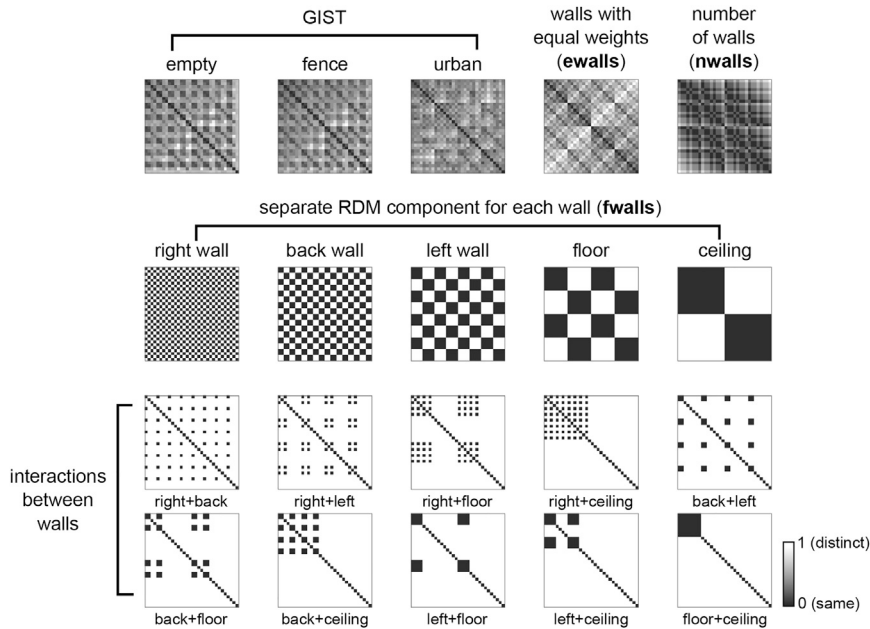 GIST
walls with
equal weights
(ewalls)
number
of walls
(nwalls)
empty
fence
urban
separate RDM component for each wall (fwalls)
right wall
back wall
left wall
floor
ceiling
interactions
between
walls
right+back
right+left
right+floor
right+ceiling
back+left
back+floor
back+ceiling
left+floor
left+ceiling
floor+ceiling
1 (distinct)
0 (same)